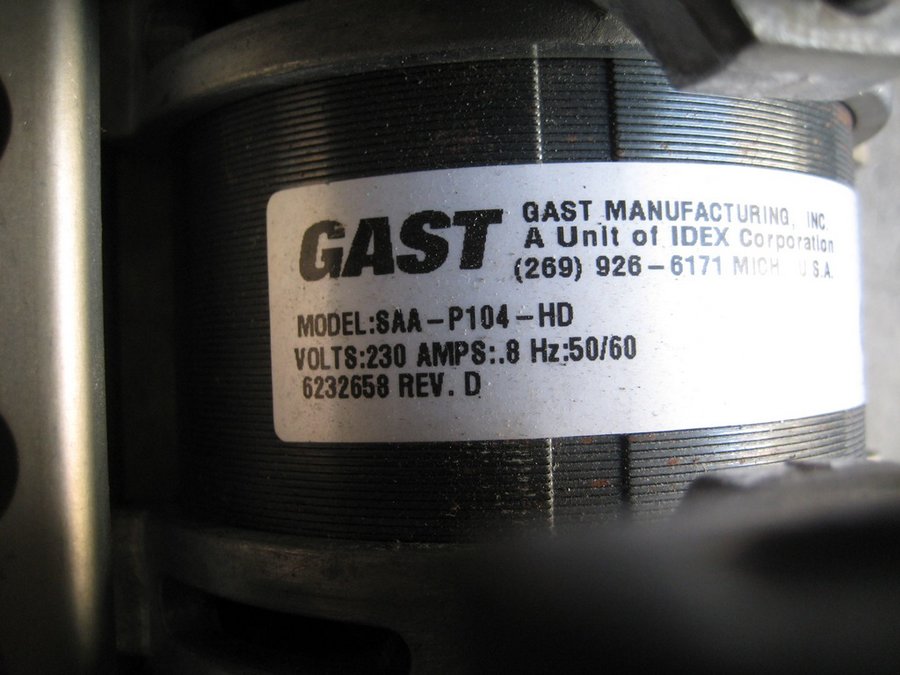 GAST
GAST MANUFACTURING, INC.
A Unit of IDEX Corporation
(269) 926-6171 MICH. U.S.A.
MODEL:SAA-P104-HD
VOLTS:230 AMPS:.8 Hz:50/60
6232658 REV. D